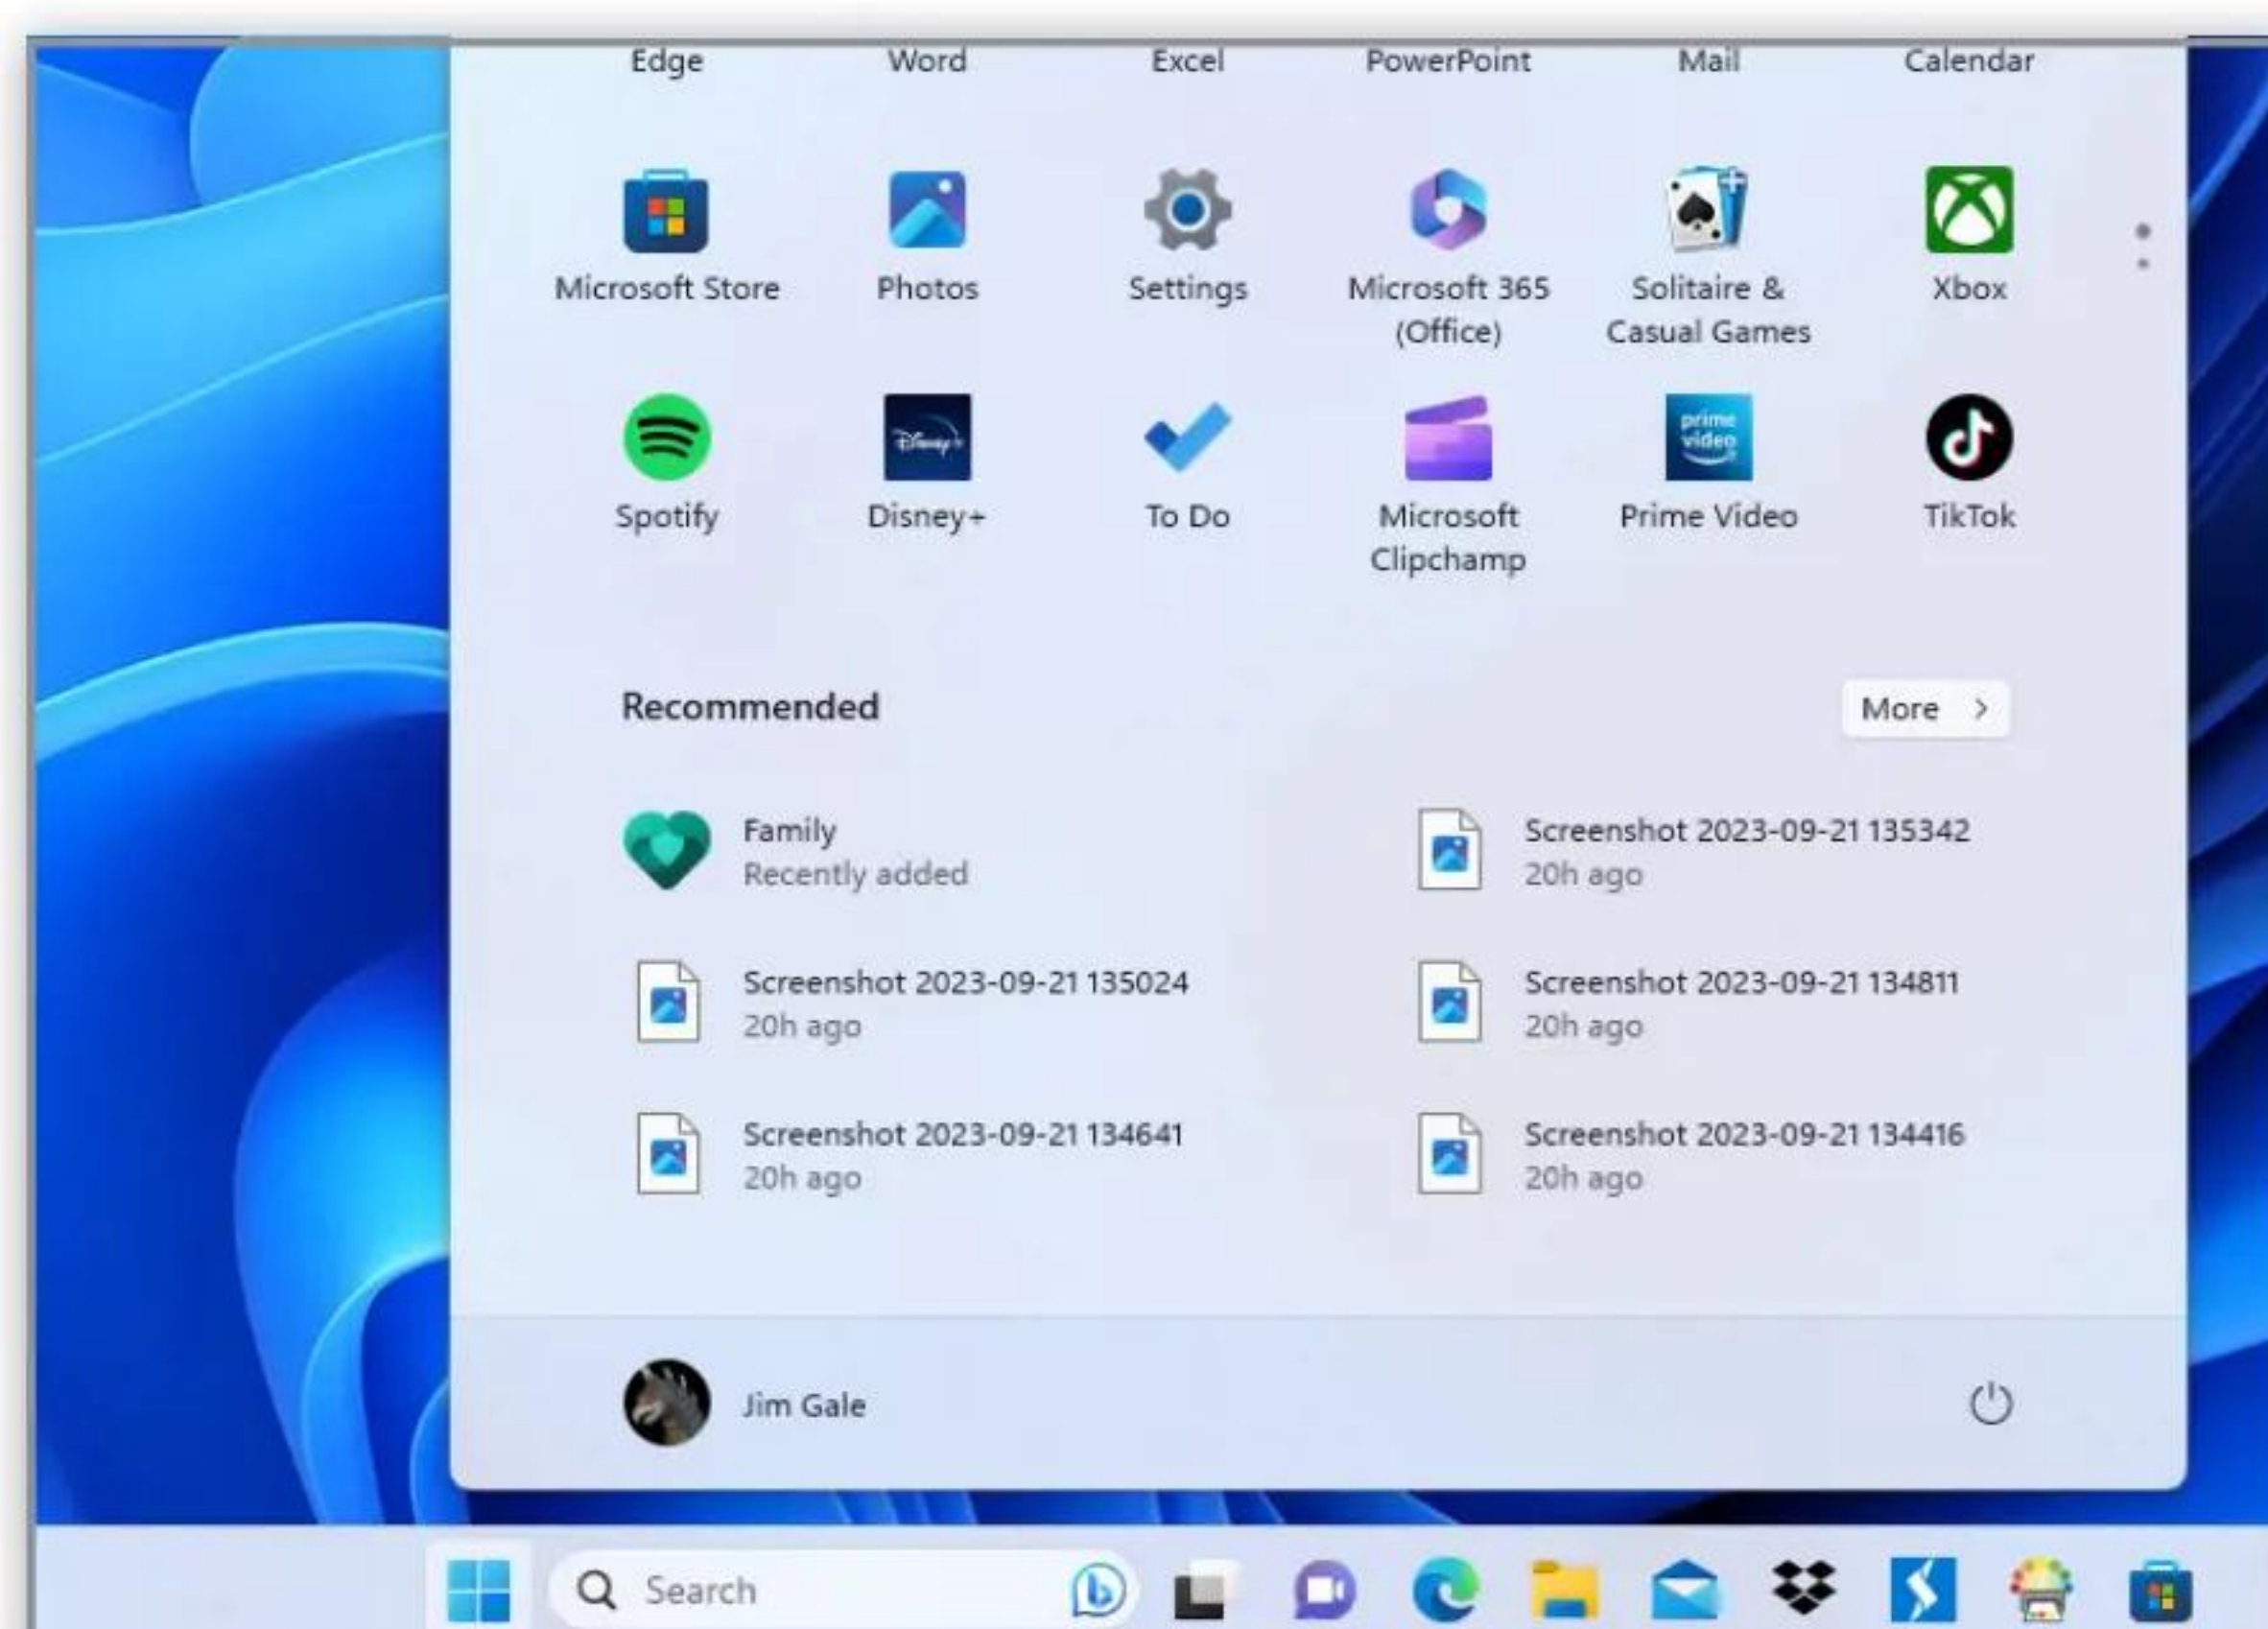 Edge Word Excel PowerPoint Mail Calendar
Microsoft Store Photos Settings Microsoft 365 Solitaire & Xbox
(Office) Casual Games
Disney+ prime
video
Spotify Disney+ To Do Microsoft Prime Video TikTok
Clipchamp
Recommended More
Family Screenshot 2023-09-21 135342
Recently added 20h ago
Screenshot 2023-09-21 135024 Screenshot 2023-09-21 134811
20h ago 20h ago
Screenshot 2023-09-21 134641 Screenshot 2023-09-21 134416
20h ago 20h ago
Jim Gale
Search b